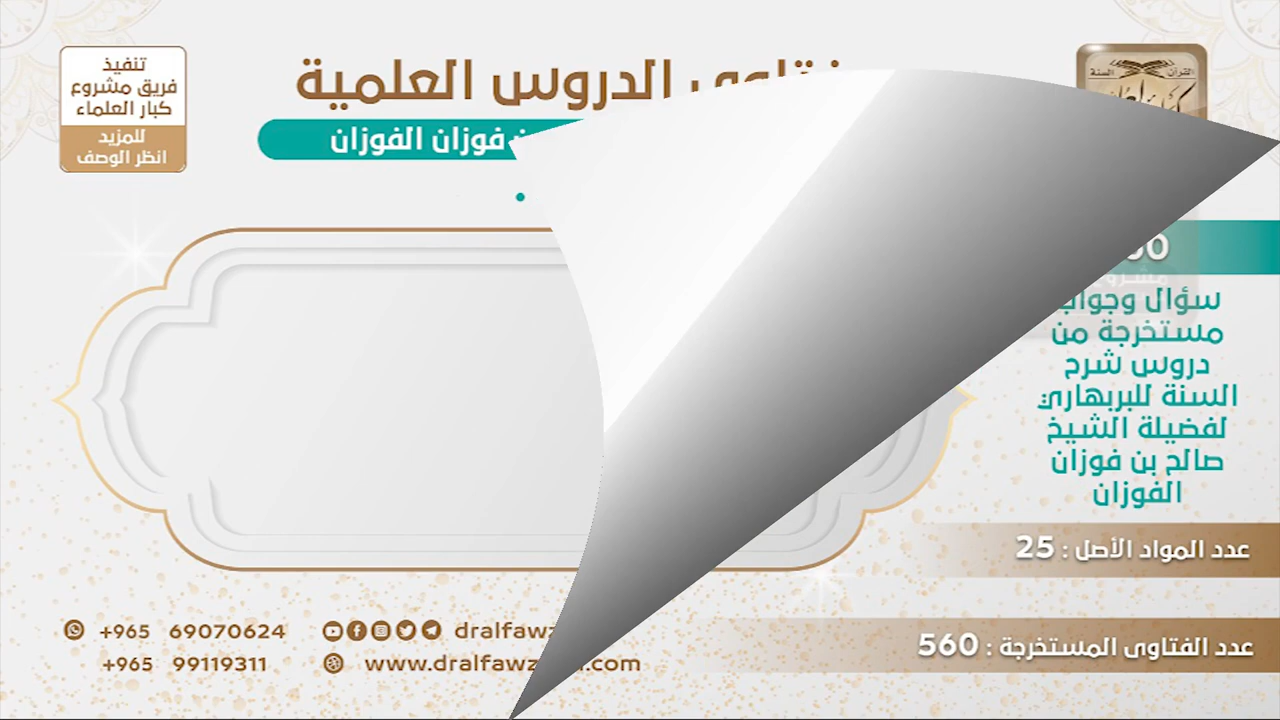 تنفيذ
فريق مشروع
كبار العلماء
للمزيد
انظر الوصف
الدروس العلمية
فوزان الفوزان
القرآن
السنة
سؤال وجواب
مستخرجة من
دروس شرح
السنة للبربهاري
لفضيلة الشيخ
صالح بن فوزان
الفوزان
عدد المواد الأصل : 25
عدد الفتاوى المستخرجة : 560
+965 69070624
+965 99119311